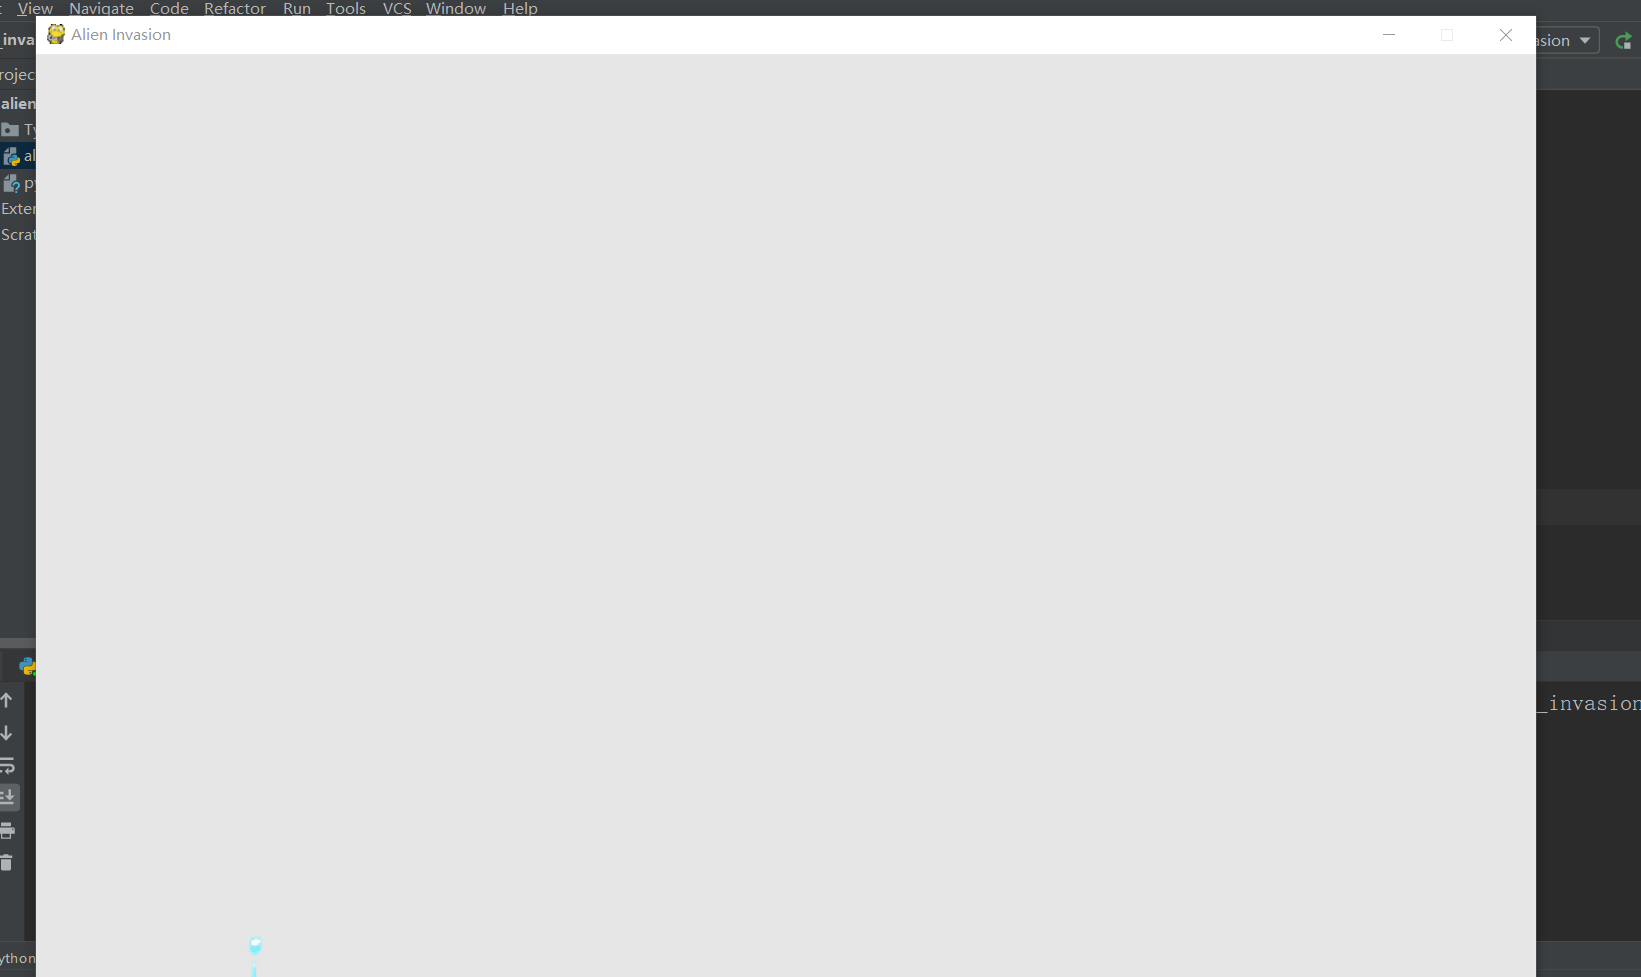 View Navigate Code Refactor Run Tools VCS Window Help
_inva
Alien Invasion
asion
rojec
alien
Ty
al
py
Exter
Scrat
_invasion
ython